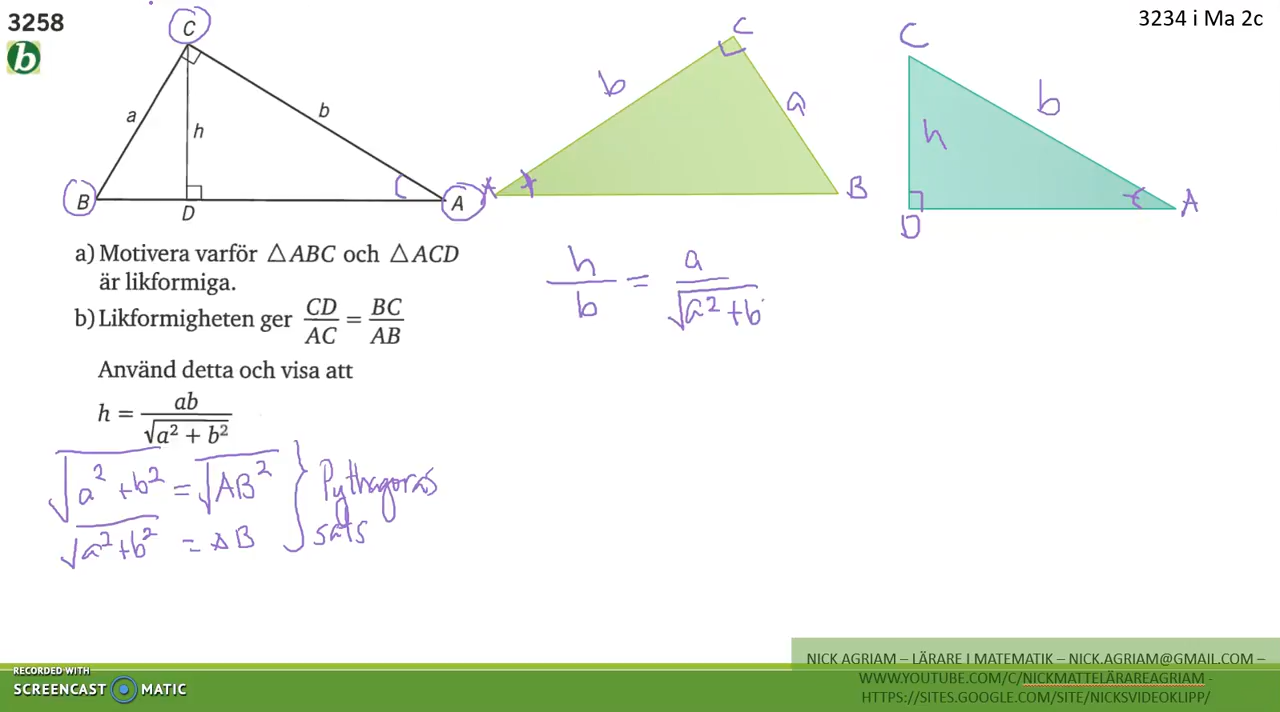 3258
b
3234 i Ma 2c
C
a
h
b
B
D
A
C
b
a
A
B
C
b
h
D
A
a) Motivera varför △ABC och △ACD
är likformiga.
b) Likformigheten ger CD/AC = BC/AB
Använd detta och visa att
h = ab/√(a² + b²)
√(a² + b²) = √(AB²)
√(a² + b²) = AB
} Pythagoras
sats
h/b = a/√(a² + b
RECORDED WITH
SCREENCAST MATIC
NICK AGRIAM – LÄRARE I MATEMATIK – NICK.AGRIAM@GMAIL.COM –
WWW.YOUTUBE.COM/C/NICKMATTELÄRAREAGRIAM -
HTTPS://SITES.GOOGLE.COM/SITE/NICKSVIDEOKLIPP/